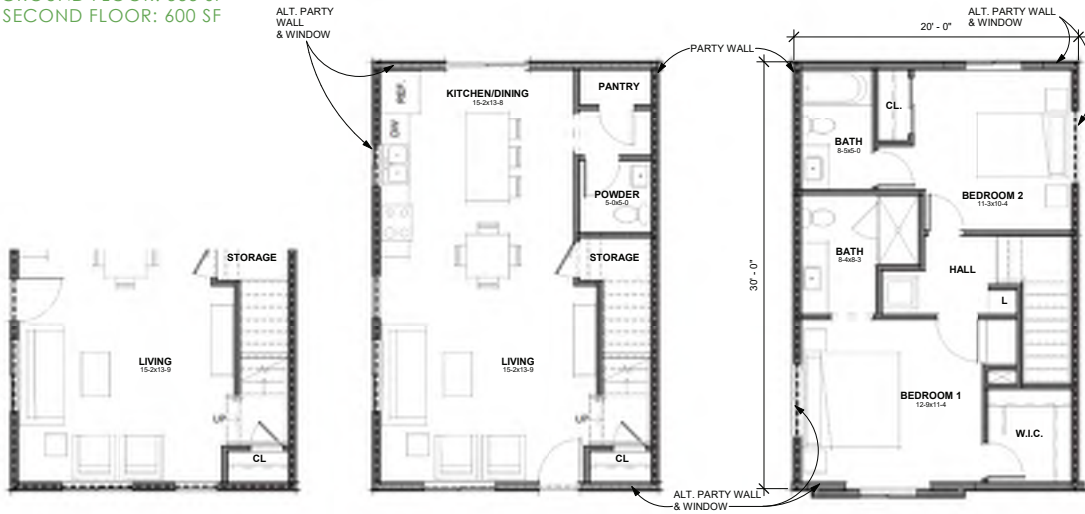 SECOND FLOOR: 600 SF
ALT. PARTY
WALL
& WINDOW
PARTY WALL
20' - 0"
ALT. PARTY WALL
& WINDOW
REF.
DW
KITCHEN/DINING
15-2x13-8
PANTRY
POWDER
5-0x5-0
STORAGE
LIVING
15-2x13-9
UP
CL
STORAGE
LIVING
15-2x13-9
UP
CL
30' - 0"
CL.
BATH
8-5x5-0
BEDROOM 2
11-3x10-4
BATH
8-4x8-3
HALL
L
BEDROOM 1
12-9x11-4
W.I.C.
ALT. PARTY WALL
& WINDOW